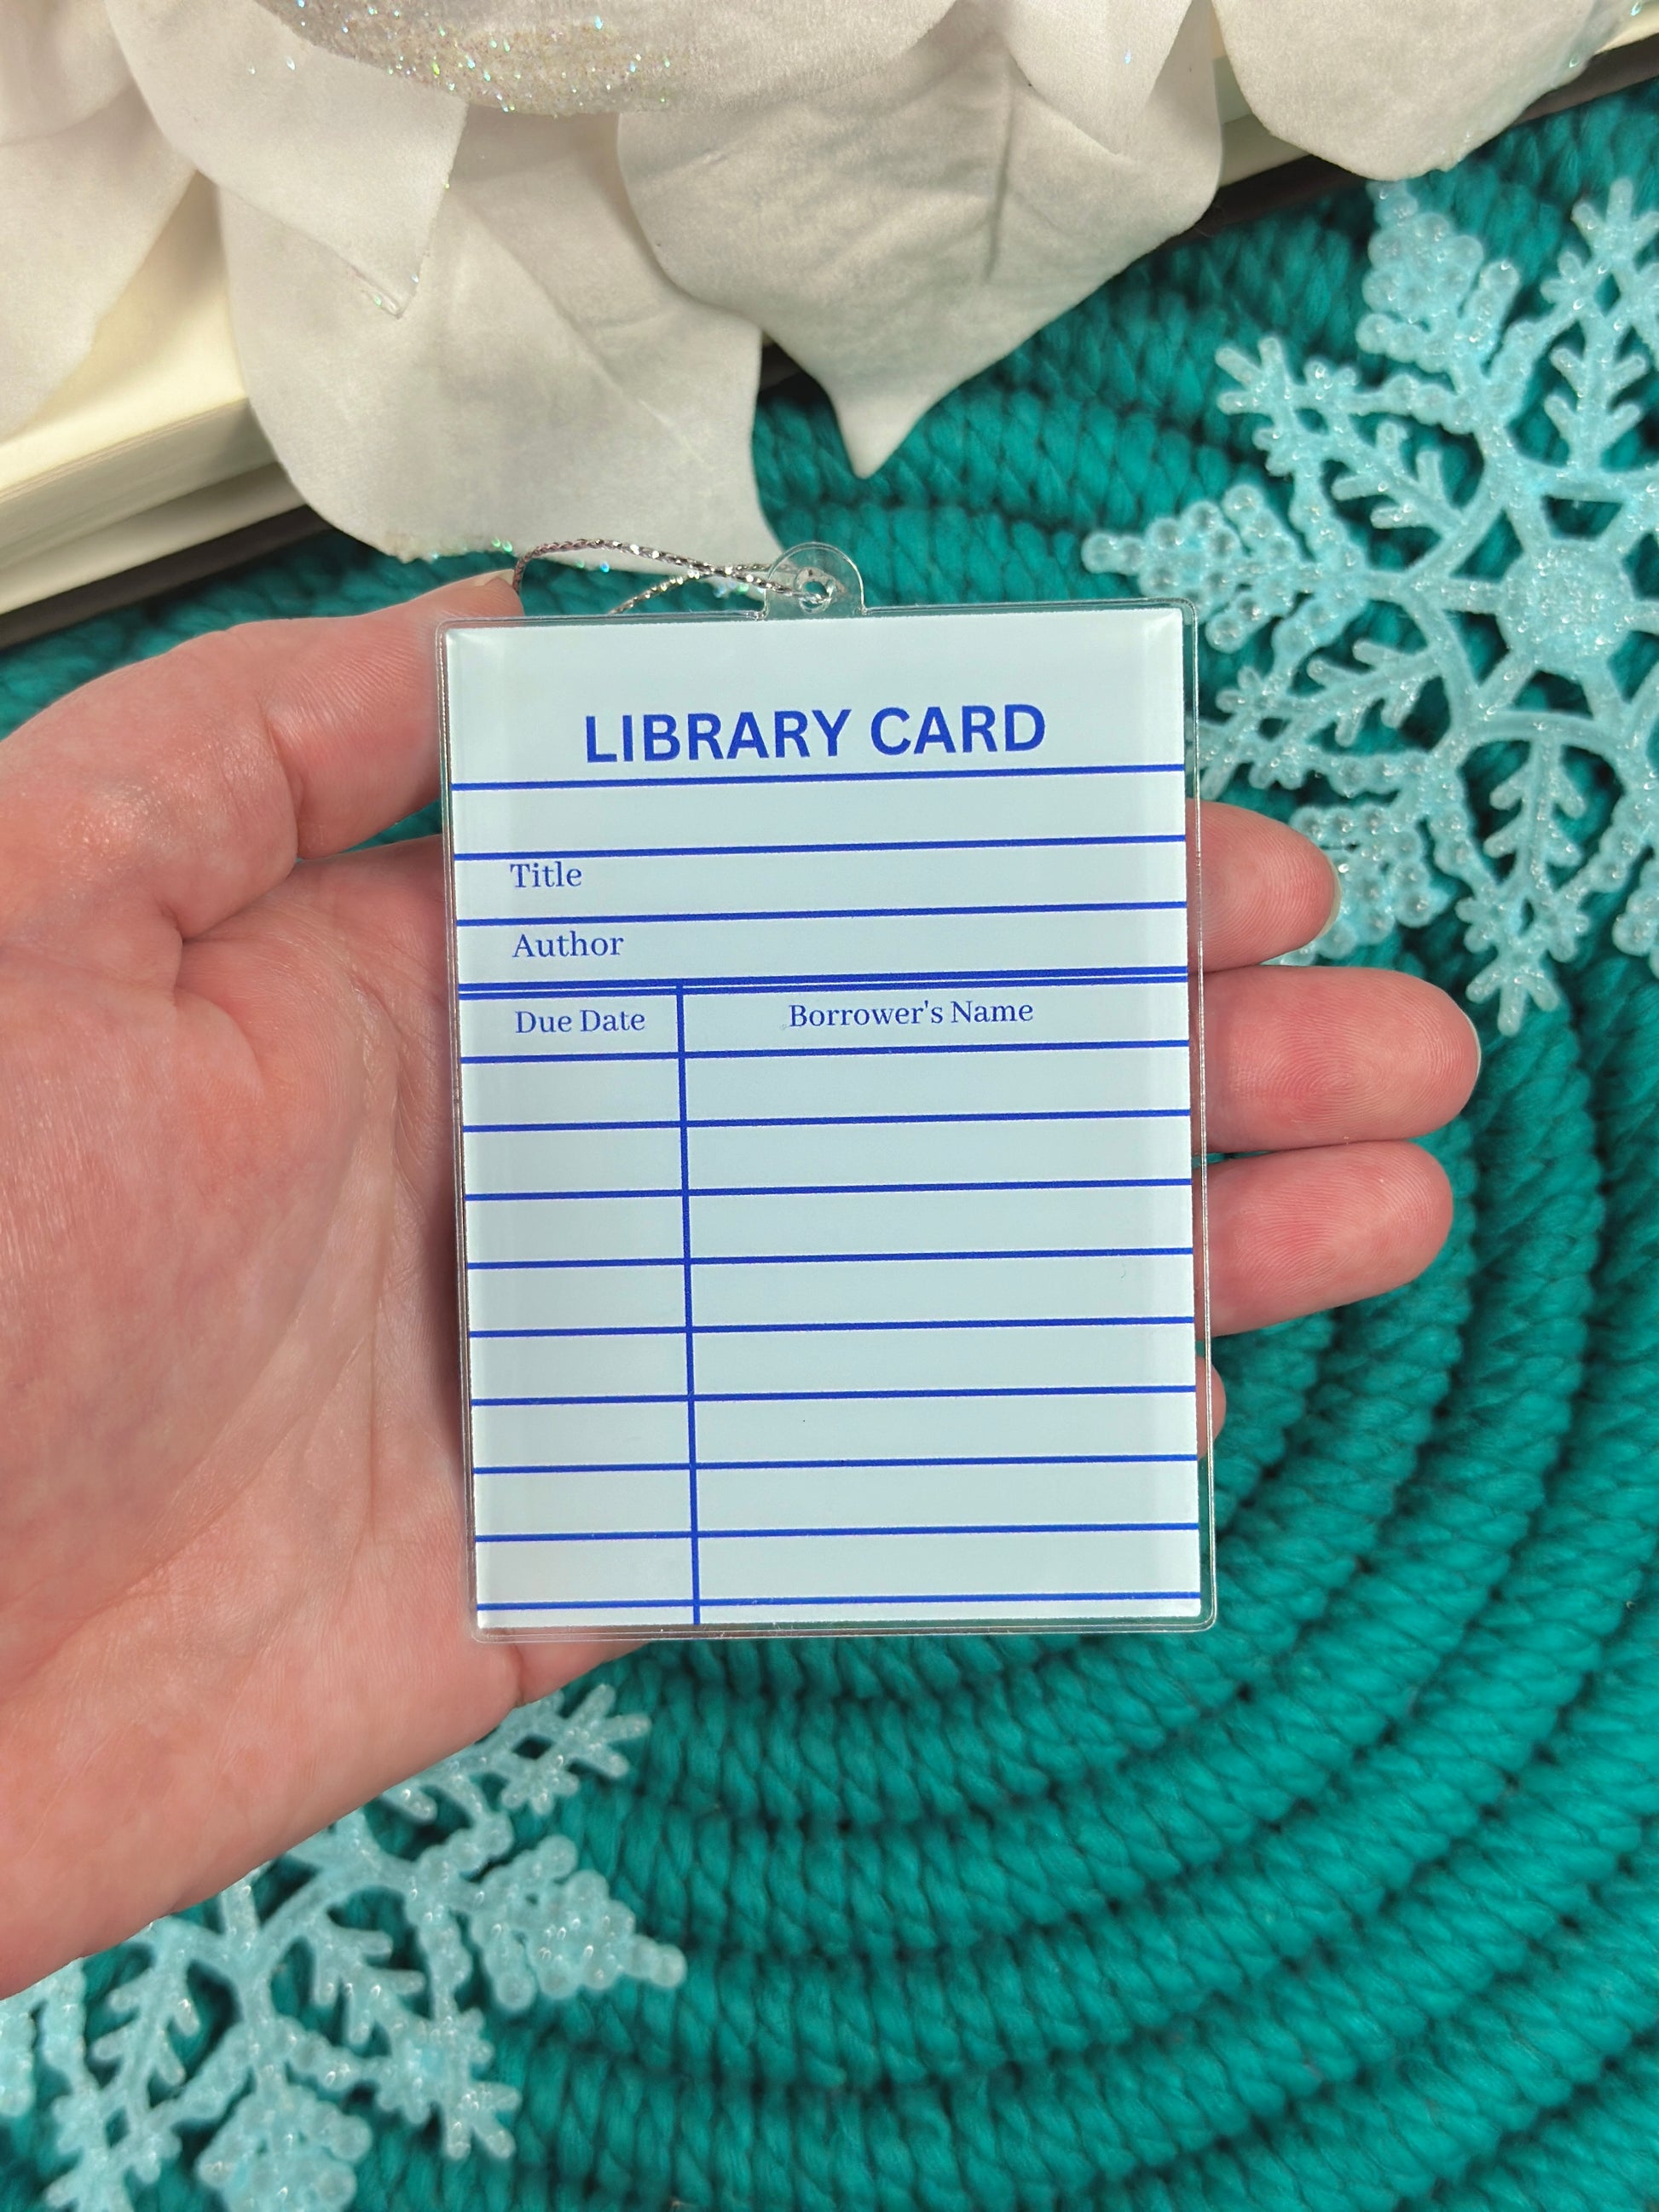 LIBRARY CARD
Title
Author
Due Date Borrower's Name